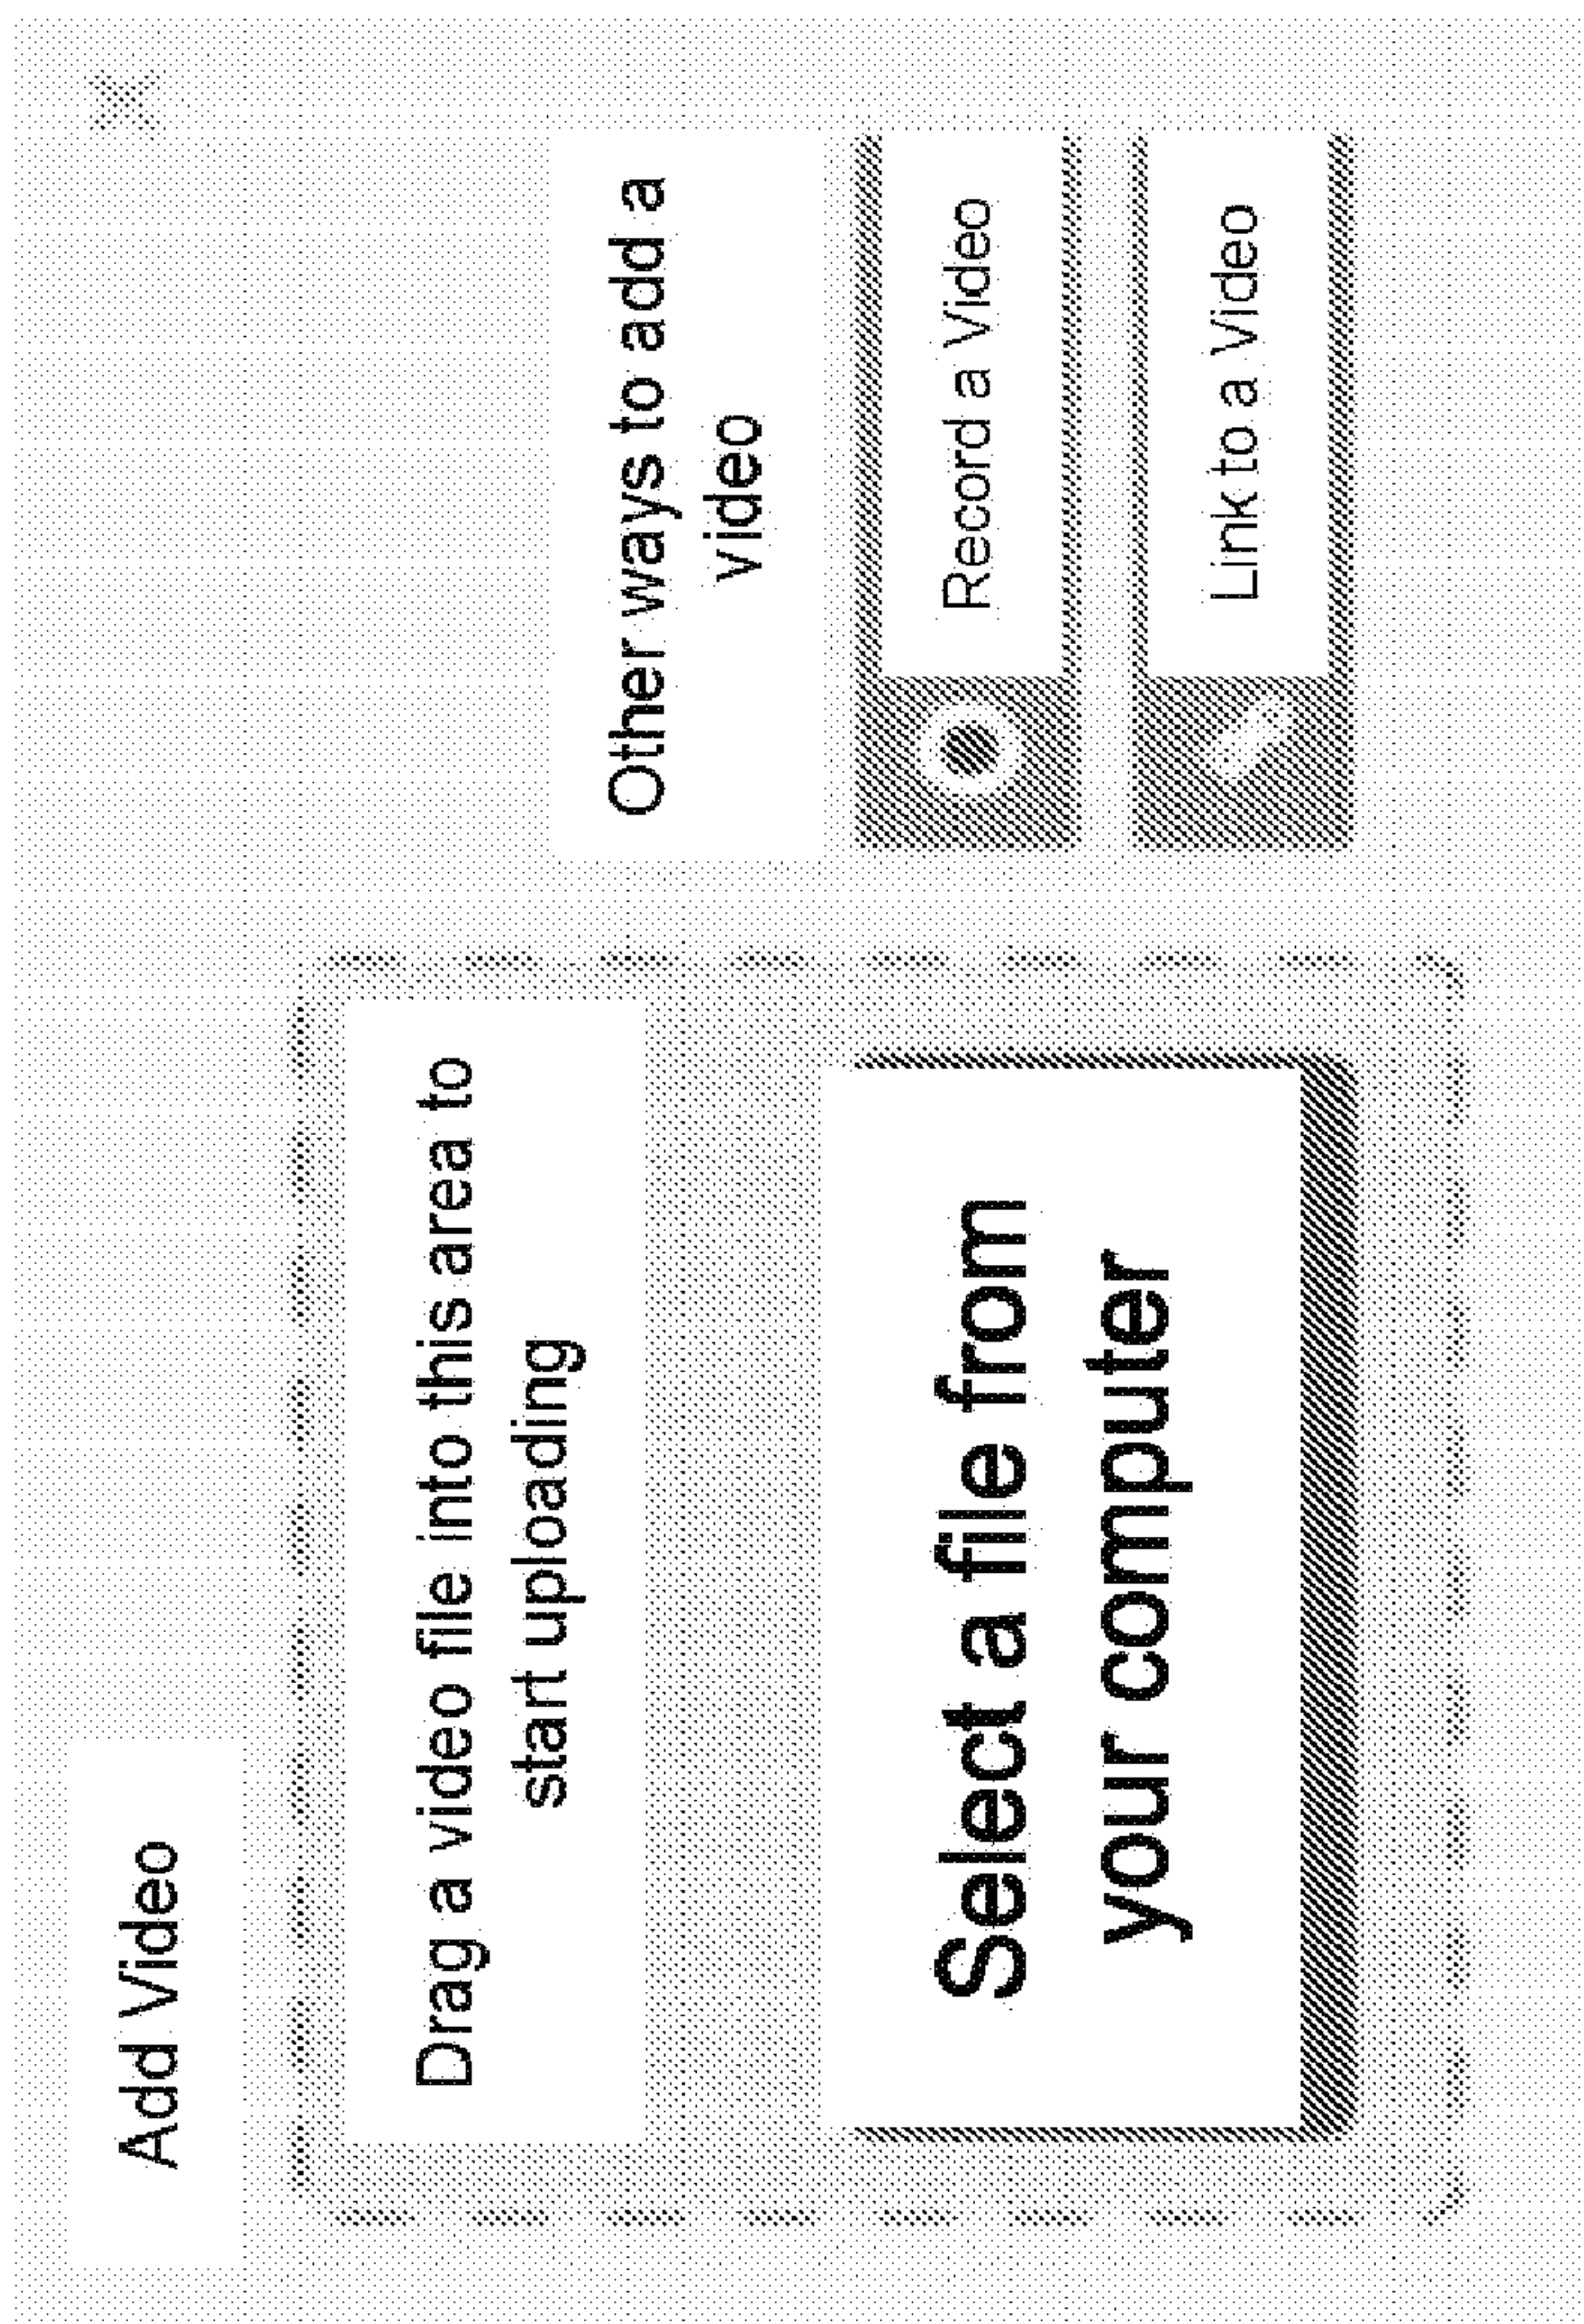 Add Video
Drag a video file into this area to
start uploading
Select a file from
your computer
Other ways to add a
video
Record a Video
Link to a Video